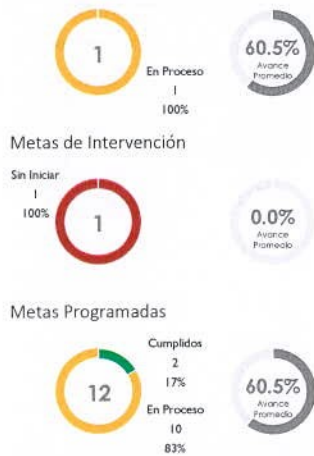 1
En Proceso
1
100%
60.5%
Avance
Promedio
Metas de Intervención
Sin Iniciar
1
100%
1
0.0%
Avance
Promedio
Metas Programadas
Cumplidos
2
17%
12
En Proceso
10
83%
60.5%
Avance
Promedio